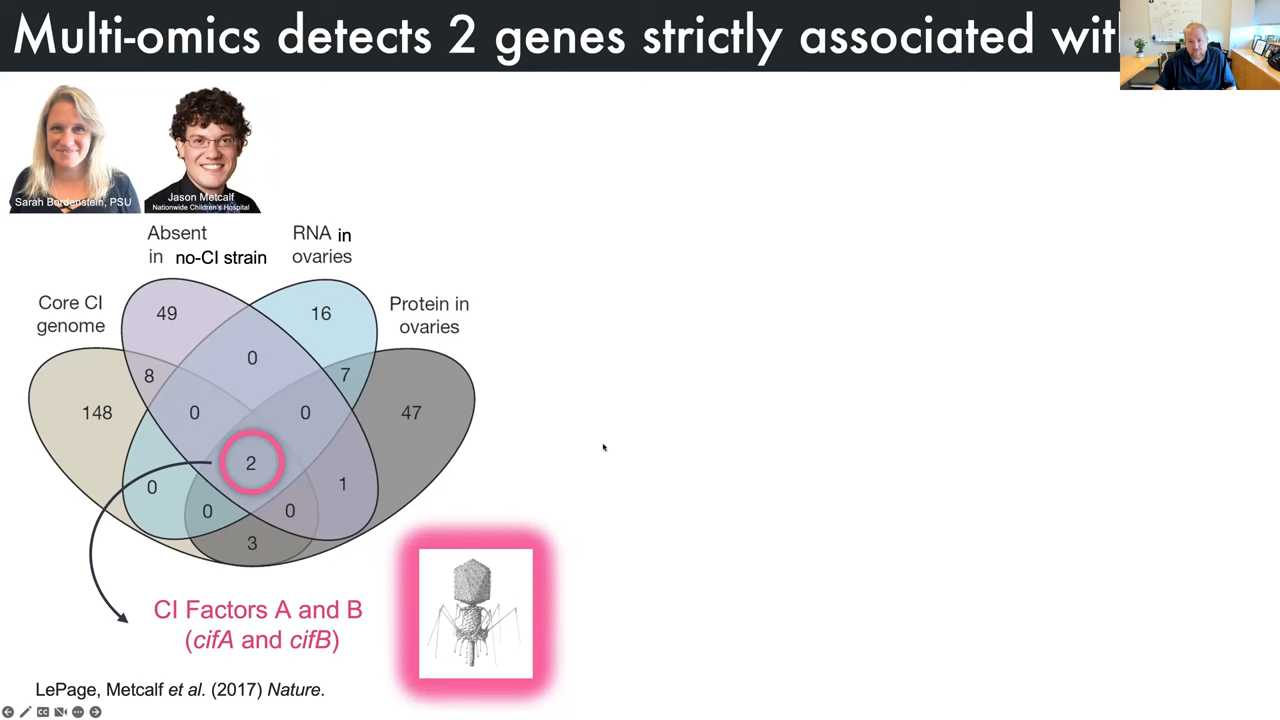 Multi-omics detects 2 genes strictly associated wit
Sarah Bordenstein, PSU
Jason Metcalf
Nationwide Children's Hospital
Absent
in no-CI strain
RNA in
ovaries
Core CI
genome
Protein in
ovaries
49
16
0
8
7
148
0
0
47
2
0
1
0
0
3
CI Factors A and B
(cifA and cifB)
LePage, Metcalf et al. (2017) Nature.
CC